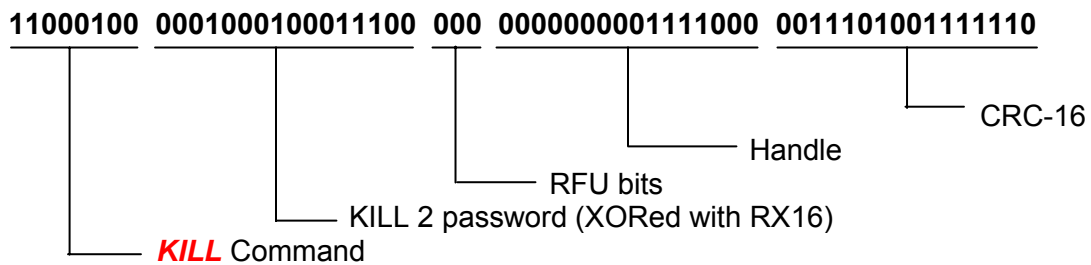 11000100 0001000100011100 000 0000000001111000 0011101001111110
CRC-16
Handle
RFU bits
KILL 2 password (XORed with RX16)
KILL Command